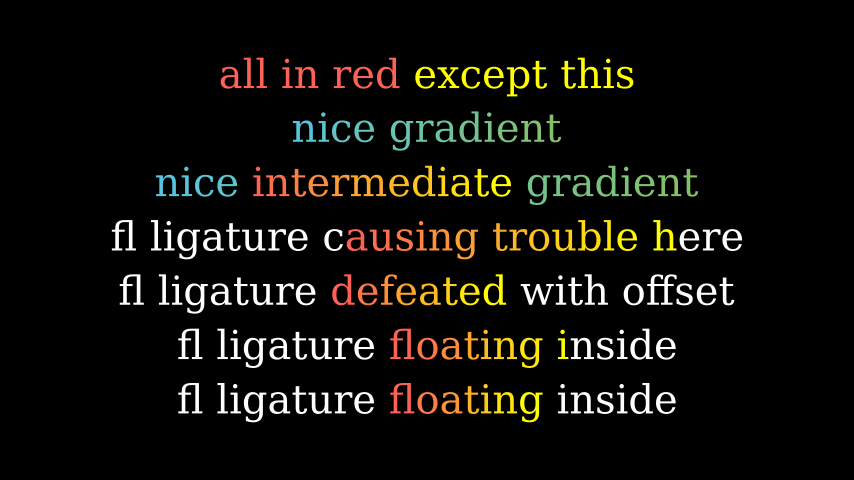 all in red except this
nice gradient
nice intermediate gradient
fl ligature causing trouble here
fl ligature defeated with offset
fl ligature floating inside
fl ligature floating inside